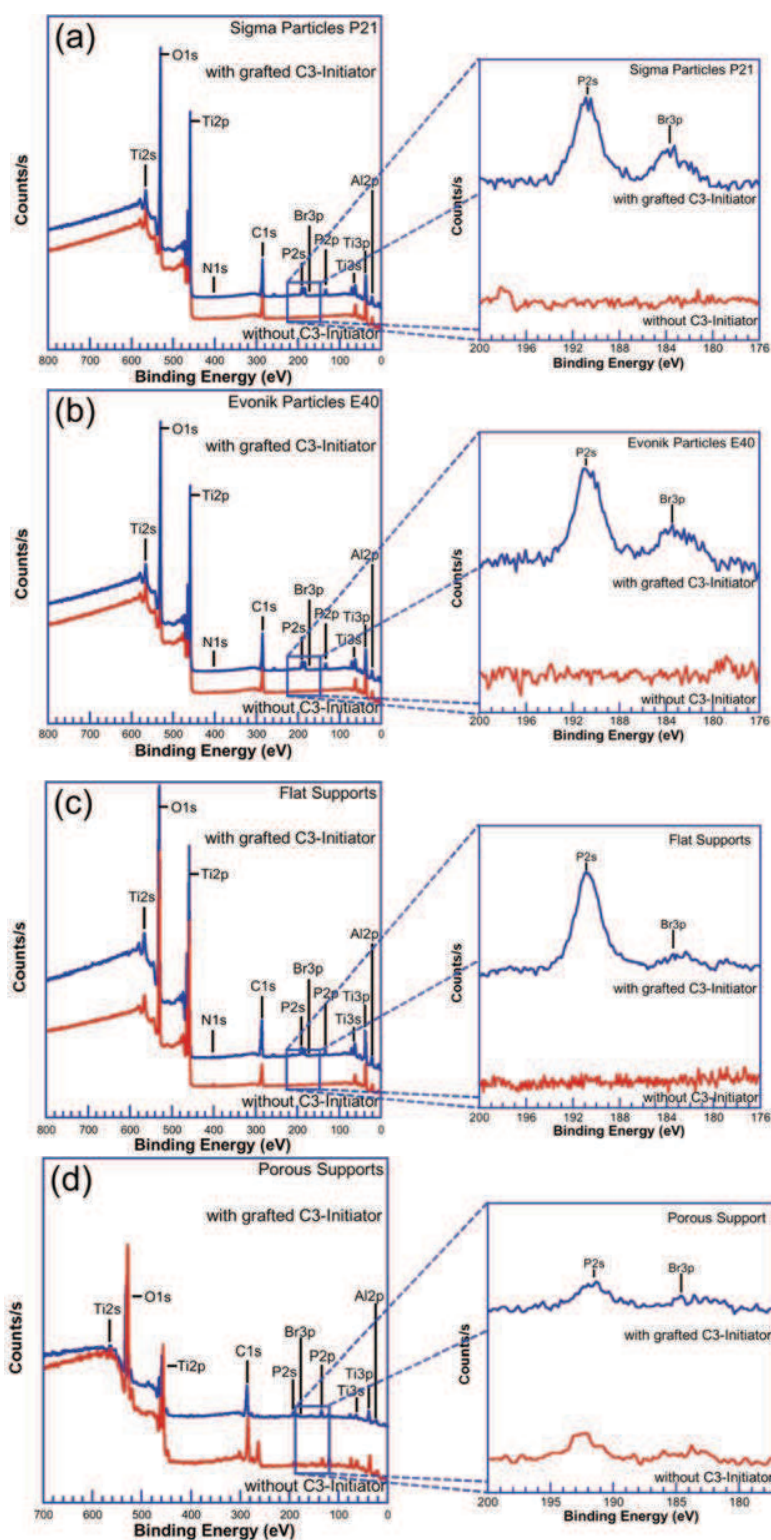 (a)
Sigma Particles P21
O1s
with grafted C3-Initiator
Ti2p
Ti2s
Al2p
Br3p
C1s
P2p
Ti3p
P2s
Ti3s
N1s
without C3-Initiator
Counts/s
800 700 600 500 400 300 200 100 0
Binding Energy (eV)
Sigma Particles P21
P2s
Br3p
with grafted C3-Initiator
without C3-Initiator
Counts/s
200 196 191 188 184 180 176
Binding Energy (eV)
(b)
Evonik Particles E40
O1s
with grafted C3-Initiator
Ti2p
Ti2s
Al2p
Br3p
C1s
P2p
Ti3p
P2s
Ti3s
N1s
without C3-Initiator
Counts/s
800 700 600 500 400 300 200 100 0
Binding Energy (eV)
Evonik Particles E40
P2s
Br3p
with grafted C3-Initiator
without C3-Initiator
Counts/s
200 196 191 188 184 180 176
Binding Energy (eV)
(c)
Flat Supports
O1s
with grafted C3-Initiator
Ti2p
Ti2s
Al2p
Br3p
C1s
P2p
Ti3p
P2s
Ti3s
N1s
without C3-Initiator
Counts/s
800 700 600 500 400 300 200 100 0
Binding Energy (eV)
Flat Supports
P2s
Br3p
with grafted C3-Initiator
without C3-Initiator
Counts/s
200 196 191 188 184 180 176
Binding Energy (eV)
(d)
Porous Supports
with grafted C3-Initiator
O1s
Ti2s
Al2p
Ti2p
Br3p
C1s
P2p
Ti3p
P2s
Ti3s
without C3-Initiator
Counts/s
700 600 500 400 300 200 100 0
Binding Energy (eV)
Porous Support
P2s
Br3p
with grafted C3-Initiator
without C3-Initiator
Counts/s
200 195 190 185 180
Binding Energy (eV)